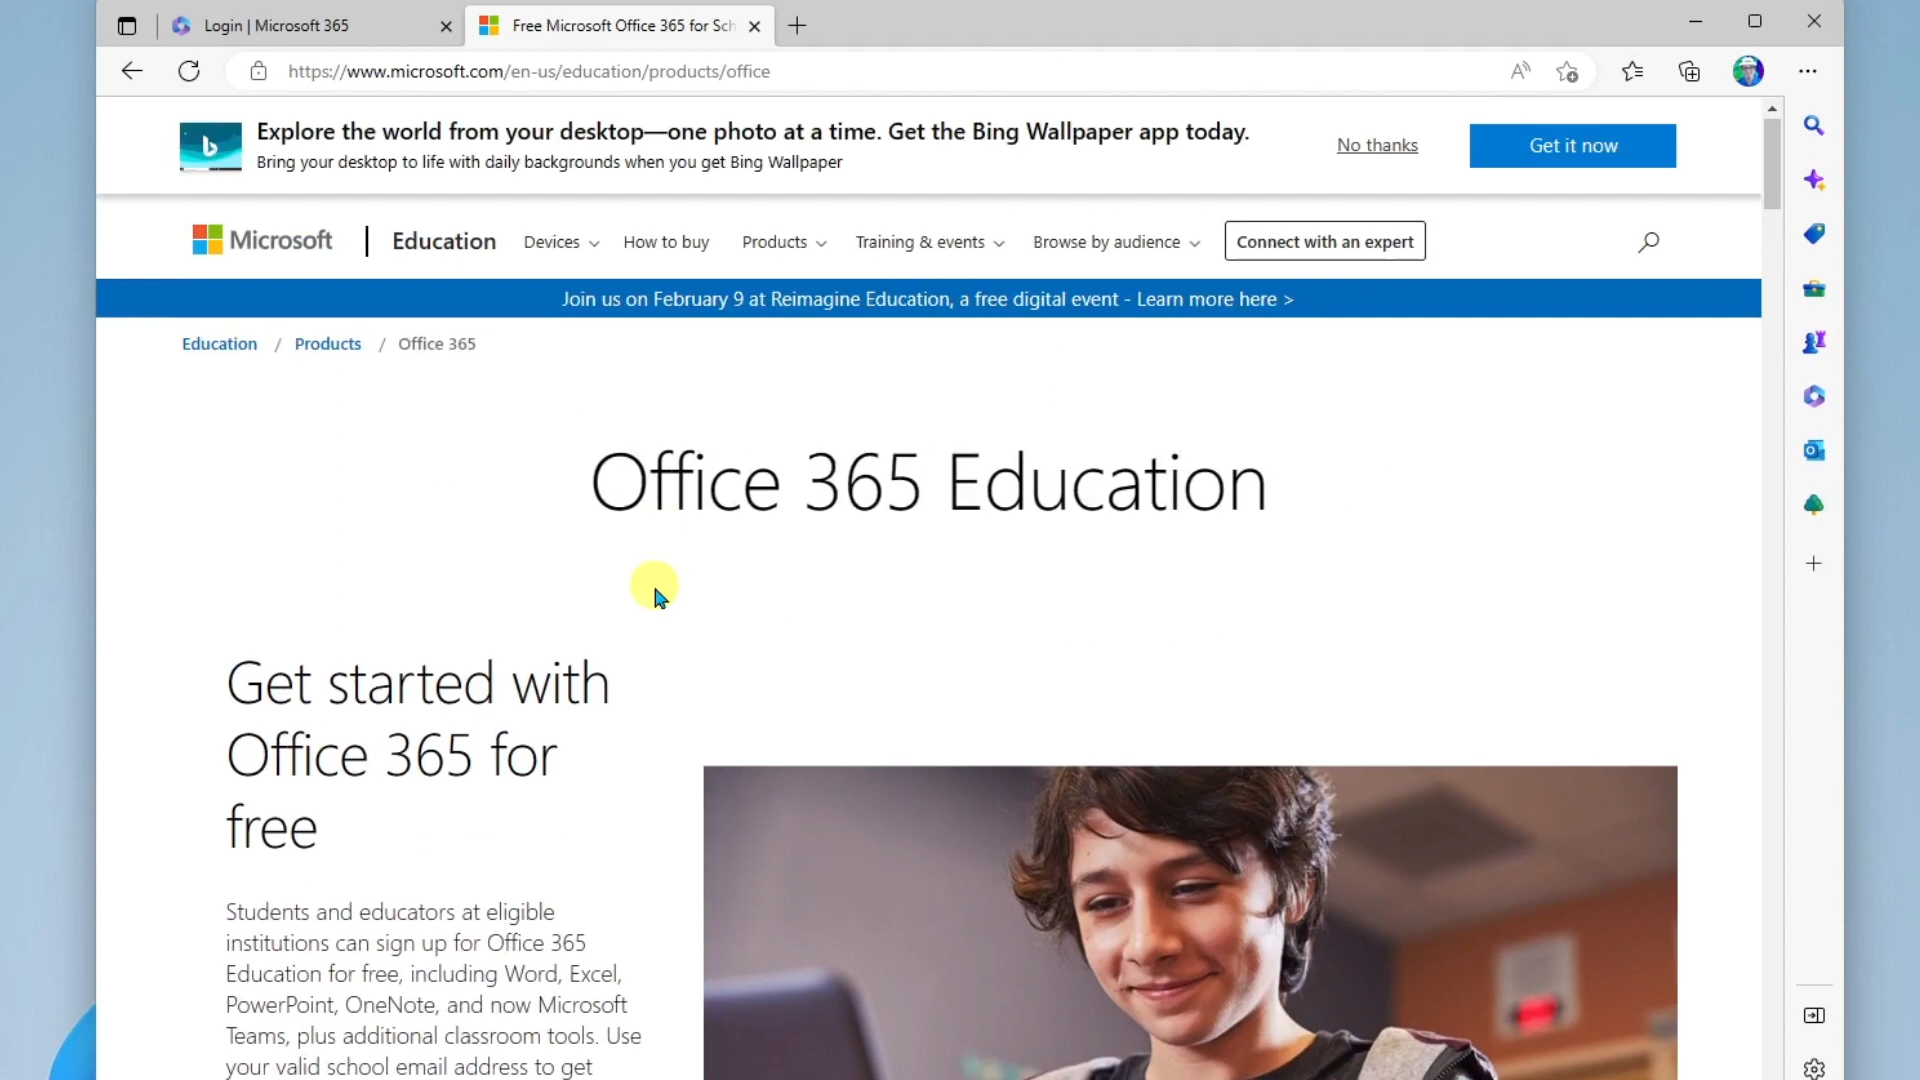 Login | Microsoft 365
Free Microsoft Office 365 for Sch
https://www.microsoft.com/en-us/education/products/office
Explore the world from your desktop—one photo at a time. Get the Bing Wallpaper app today.
Bring your desktop to life with daily backgrounds when you get Bing Wallpaper
No thanks
Get it now
Microsoft
Education
Devices
How to buy
Products
Training & events
Browse by audience
Connect with an expert
Join us on February 9 at Reimagine Education, a free digital event - Learn more here >
Education / Products / Office 365
Office 365 Education
Get started with
Office 365 for
free
Students and educators at eligible
institutions can sign up for Office 365
Education for free, including Word, Excel,
PowerPoint, OneNote, and now Microsoft
Teams, plus additional classroom tools. Use
your valid school email address to get